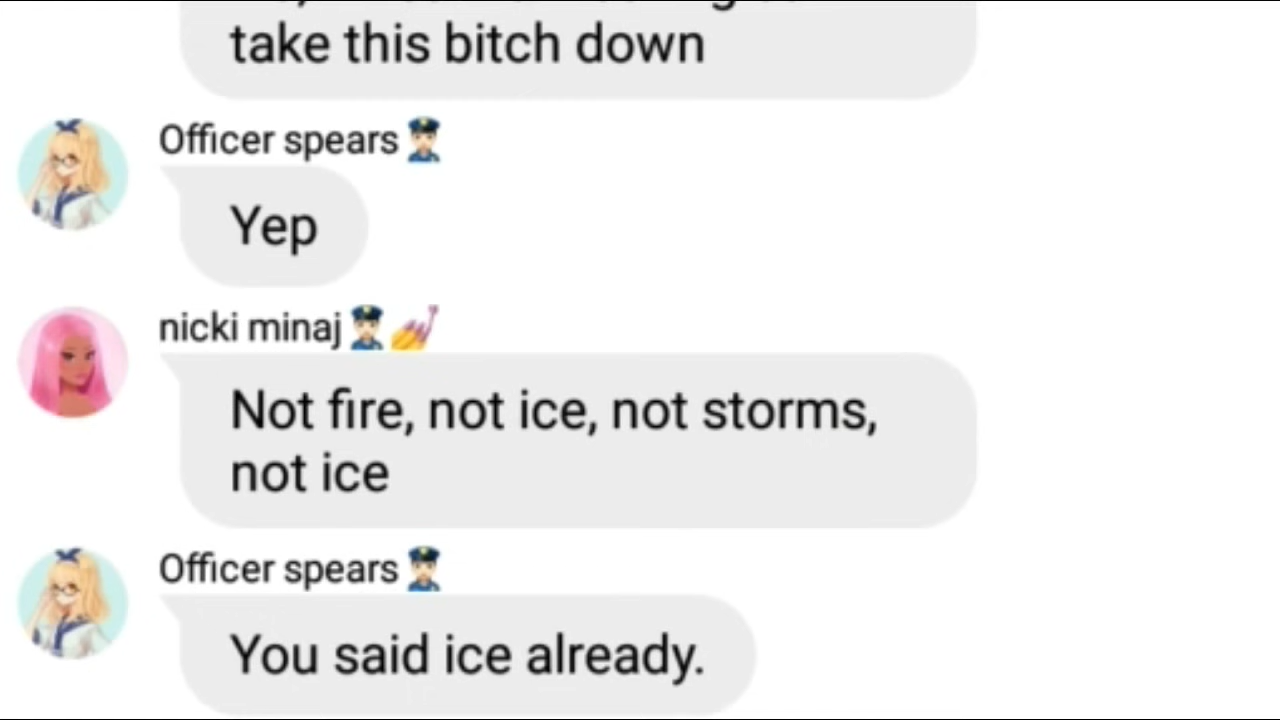 take this bitch down
Officer spears👮
Yep
nicki minaj👮💅
Not fire, not ice, not storms,
not ice
Officer spears👮
You said ice already.